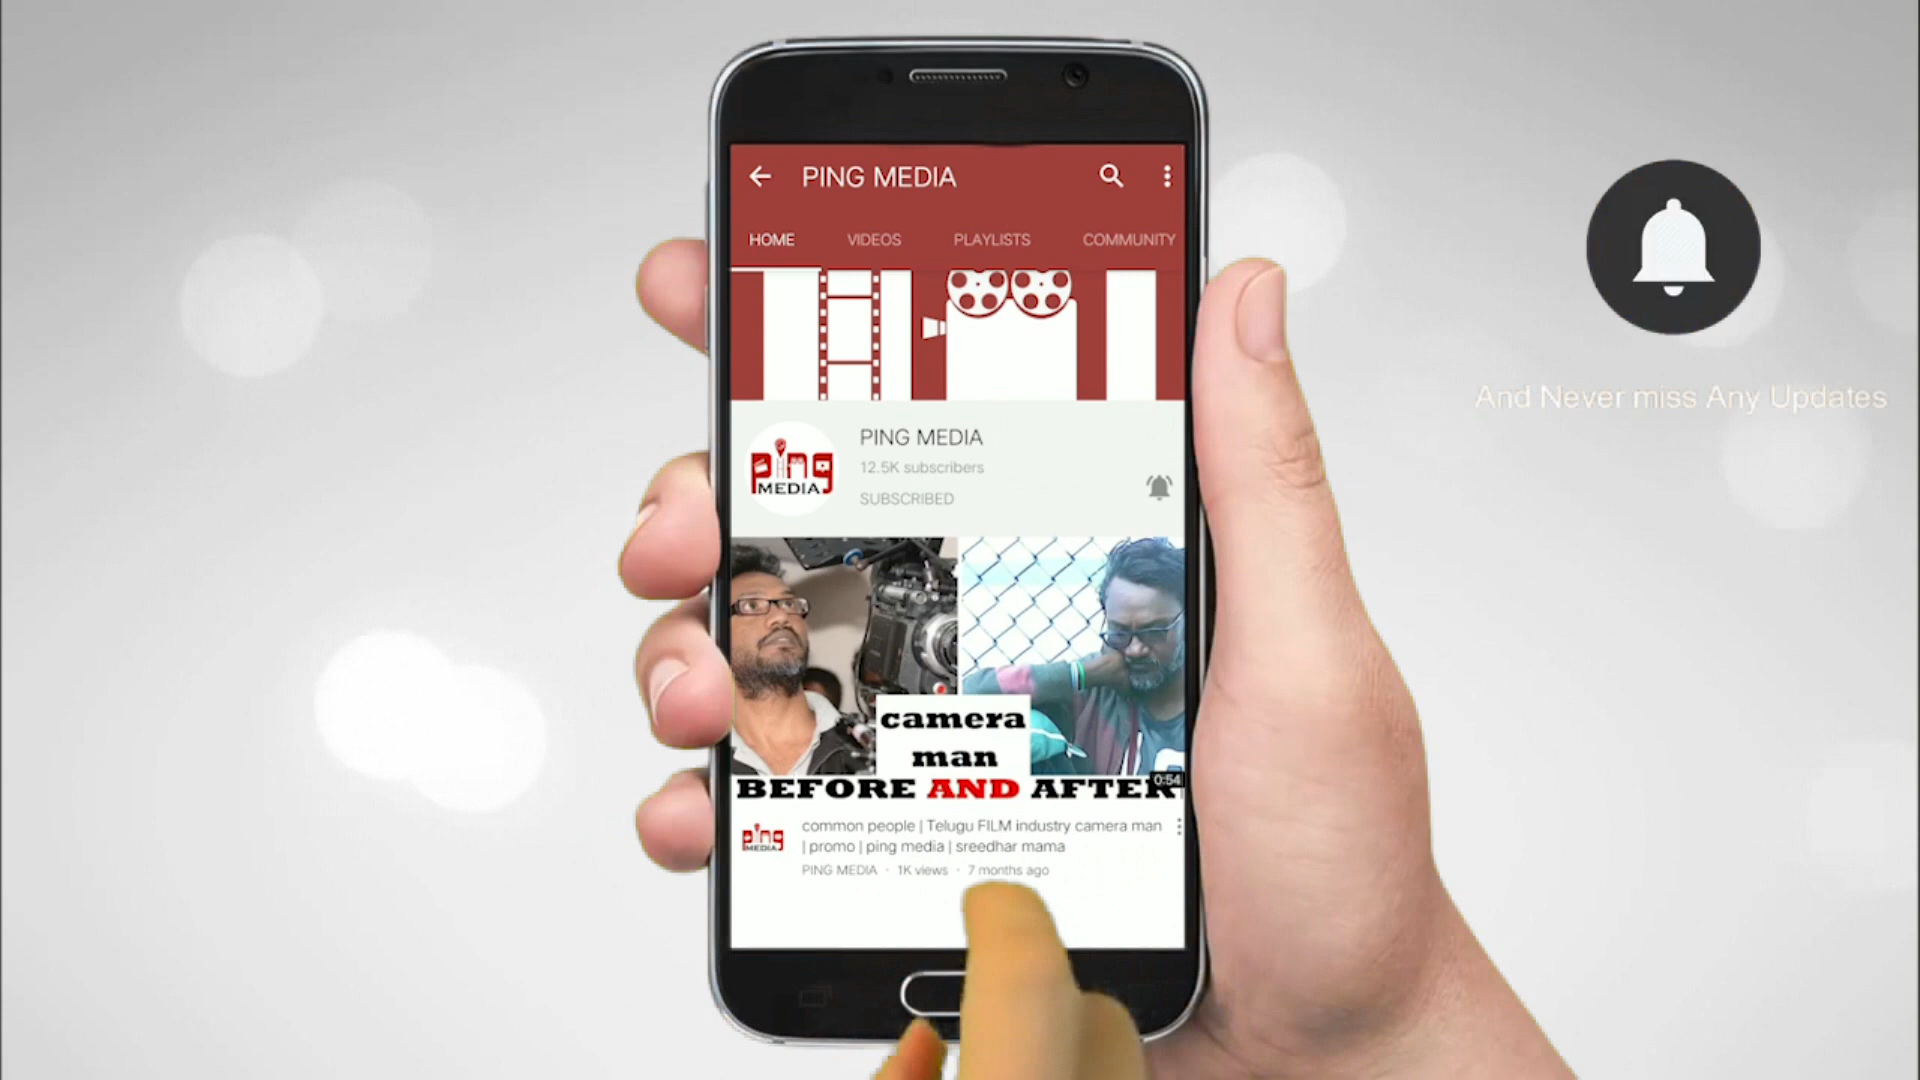 PING MEDIA
HOME VIDEOS PLAYLISTS COMMUNITY
PING MEDIA
12.5K subscribers
SUBSCRIBED
ping
MEDIA
And Never miss Any Updates
camera
man
BEFORE AND AFTER
0:54
ping
MEDIA
common people | Telugu FILM industry camera man
| promo | ping media | sreedhar mama
PING MEDIA · 1K views · 7 months ago